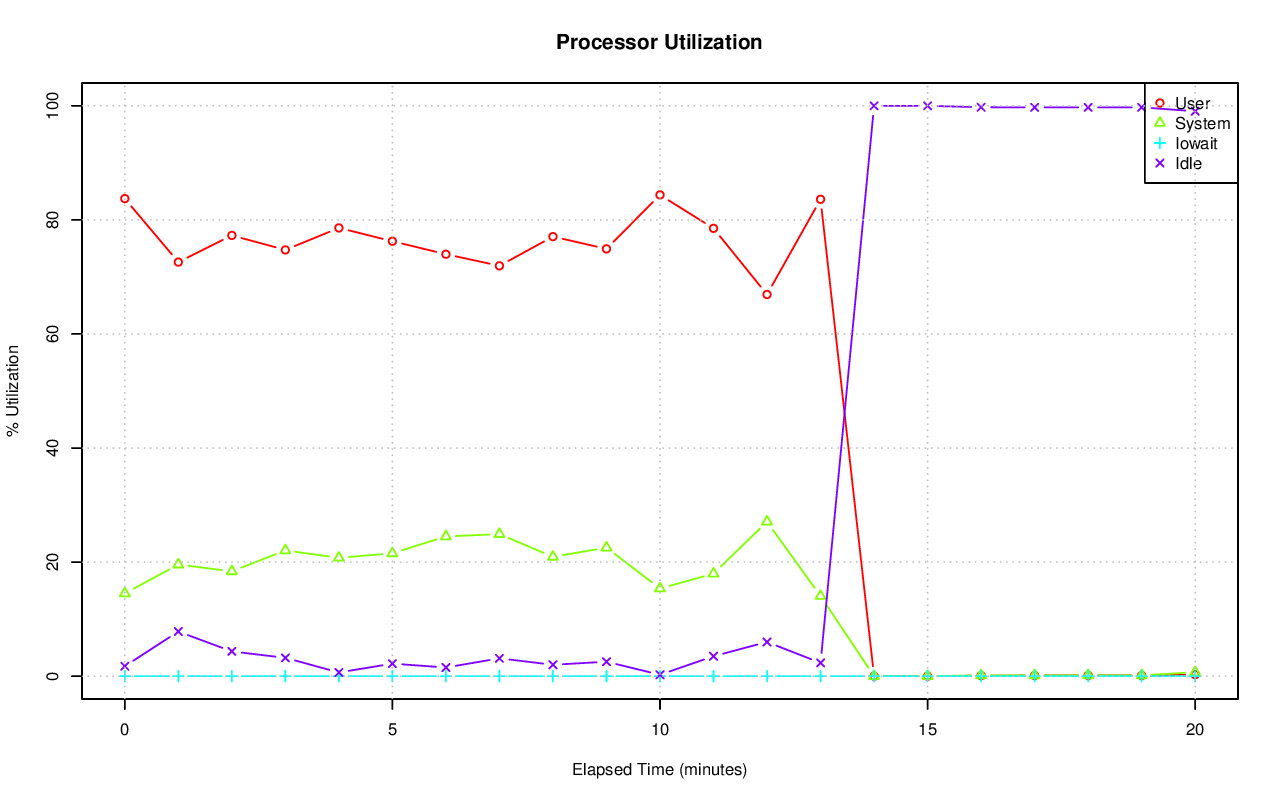 Processor Utilization
% Utilization
100
80
60
40
20
0
User
System
Iowait
Idle
0 5 10 15 20
Elapsed Time (minutes)